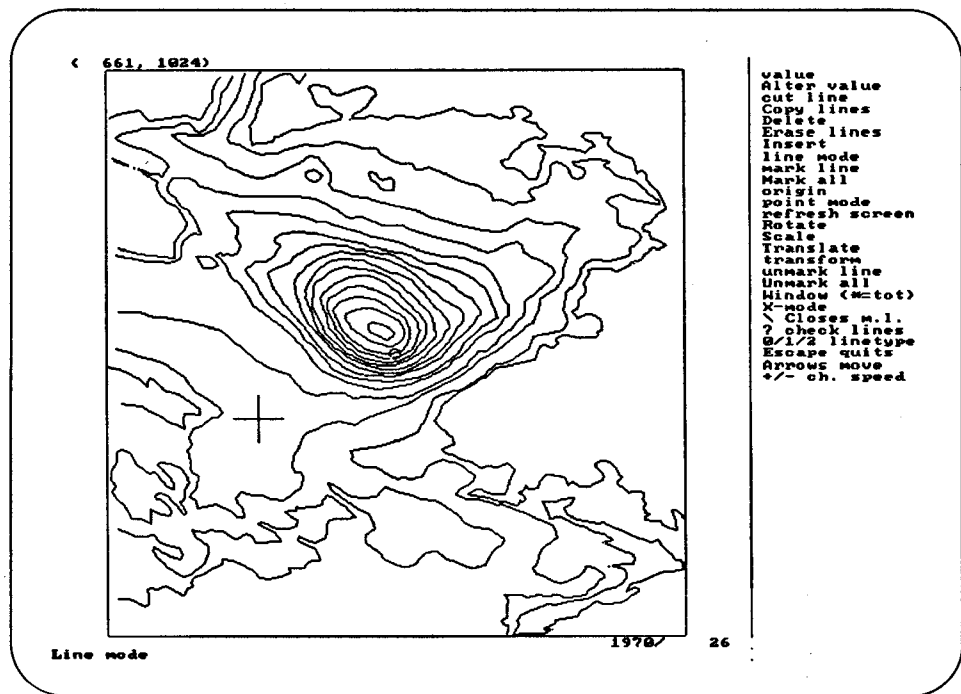 ( 661, 1024)
value
Alter value
cut line
Copy lines
Delete
Erase lines
Insert
line mode
mark line
Mark all
origin
point mode
refresh screen
Rotate
Scale
Translate
transform
unmark line
Unmark all
Window (*=tot)
X-mode
\ Closes m.l.
? check lines
0/1/2 linetype
Escape quits
Arrows move
+/- ch. speed
1970/ 26
Line mode